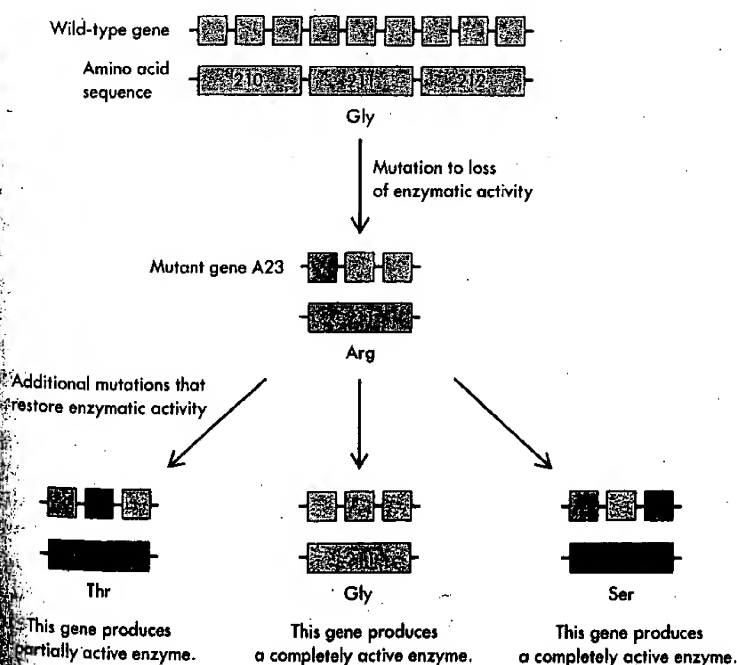 Wild-type gene
Amino acid
sequence
210
211
212
Gly
Mutation to loss
of enzymatic activity
Mutant gene A23
Arg
Additional mutations that
restore enzymatic activity
Thr
Gly
Ser
This gene produces
partially active enzyme.
This gene produces
a completely active enzyme.
This gene produces
a completely active enzyme.